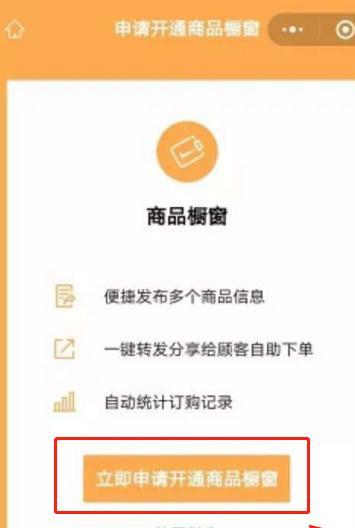 申请开通商品橱窗
商品橱窗
便捷发布多个商品信息
一键转发分享给顾客自助下单
自动统计订购记录
立即申请开通商品橱窗